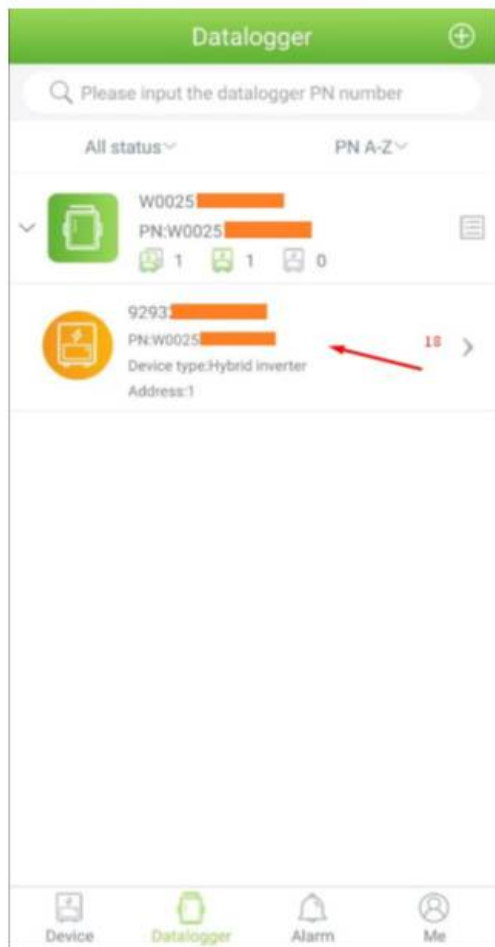 Datalogger
Please input the datalogger PN number
All status PN A-Z
W0025
PN:W0025
1 1 0
9293
PN:W0025
18
Device type:Hybrid inverter
Address:1
Device Datalogger Alarm Me